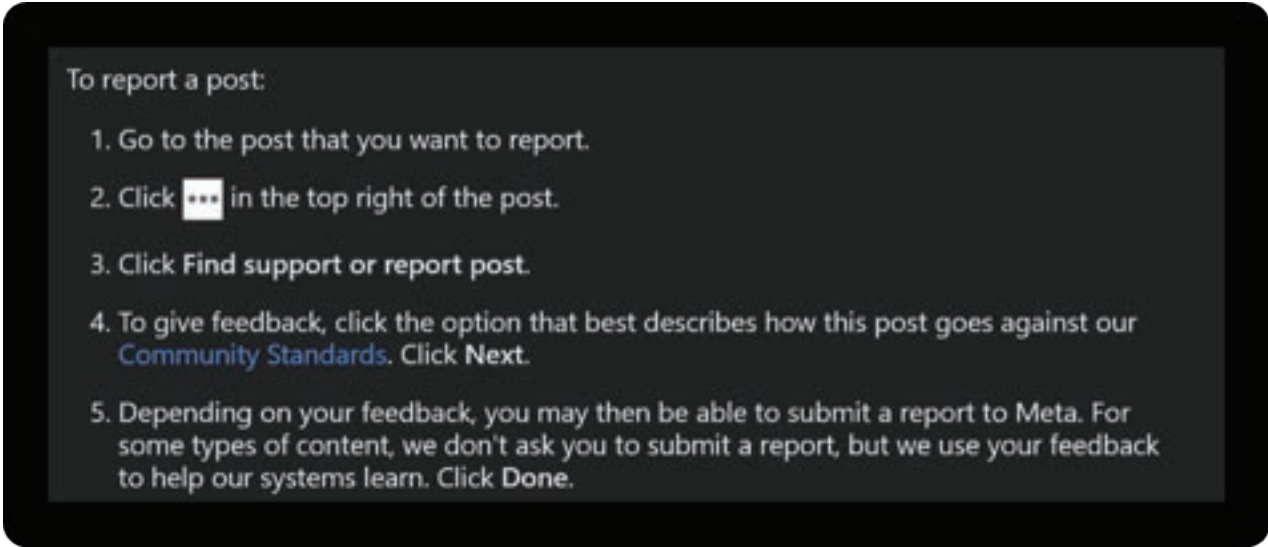 To report a post:
1. Go to the post that you want to report.
2. Click ••• in the top right of the post.
3. Click Find support or report post.
4. To give feedback, click the option that best describes how this post goes against our
Community Standards. Click Next.
5. Depending on your feedback, you may then be able to submit a report to Meta. For
some types of content, we don't ask you to submit a report, but we use your feedback
to help our systems learn. Click Done.